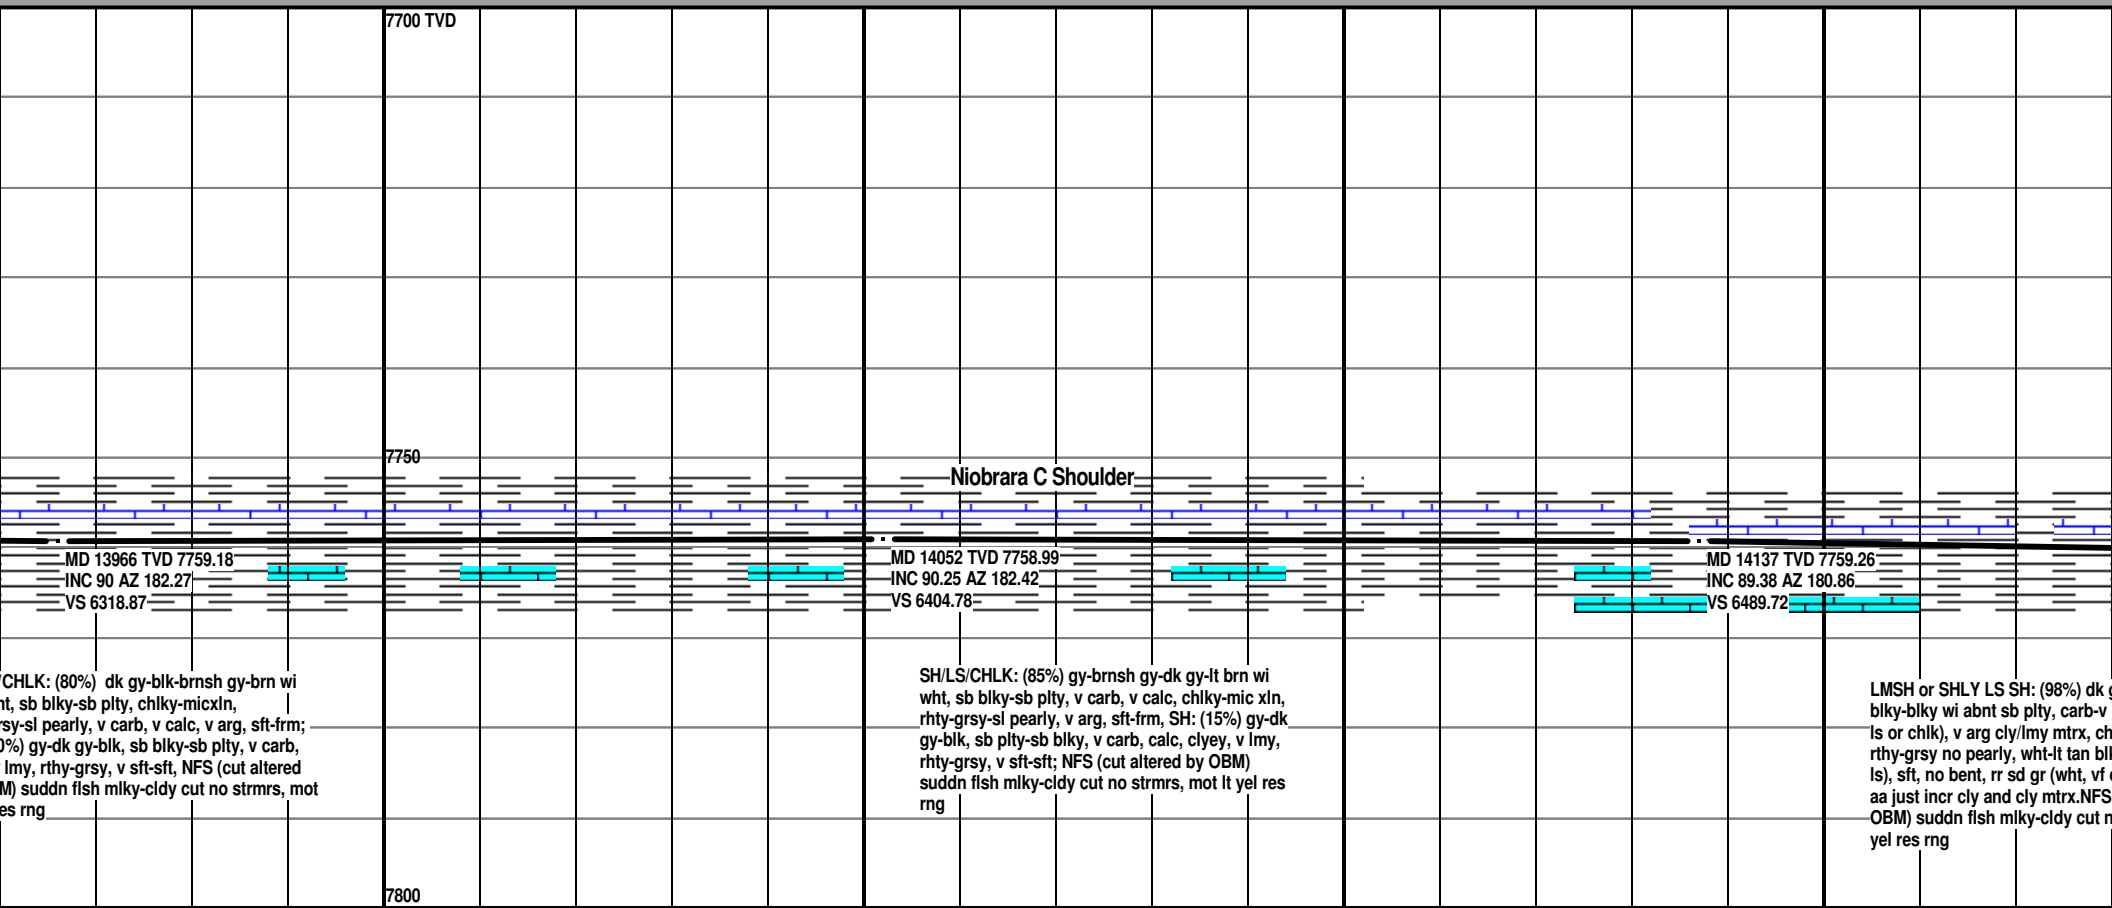 7700 TVD
7750
Niobrara C Shoulder
MD 13966 TVD 7759.18
INC 90 AZ 182.27
VS 6318.87
MD 14052 TVD 7758.99
INC 90.25 AZ 182.42
VS 6404.78
MD 14137 TVD 7759.26
INC 89.38 AZ 180.86
VS 6489.72
/CHLK: (80%) dk gy-blk-brnsh gy-brn wi
sb blky-sb plty, chlky-micxln,
pearly, v carb, v calc, v arg, sft-frm;
gy-dk gy-blk, sb blky-sb plty, v carb,
lmy, rthy-grsy, v sft-sft, NFS (cut altered
suddn flsh mlky-cldy cut no strmrs, mot
res rng
SH/LS/CHLK: (85%) gy-brnsh gy-dk gy-lt brn wi
wht, sb blky-sb plty, v carb, v calc, chlky-mic xln,
rhty-grsy-sl pearly, v arg, sft-frm, SH: (15%) gy-dk
gy-blk, sb plty-sb blky, v carb, calc, clyey, v lmy,
rhty-grsy, v sft-sft; NFS (cut altered by OBM)
suddn flsh mlky-cldy cut no strmrs, mot lt yel res
rng
LMSH or SHLY LS SH: (98%) dk
blky-blky wi abnt sb plty, carb-v
ls or chlk), v arg cly/lmy mtrx,
rthy-grsy no pearly, wht-lt tan
ls), sft, no bent, rr sd gr (wht, vf
aa just incr cly and cly mtrx.NFS
OBM) suddn flsh mlky-cldy cut
yel res rng
7800